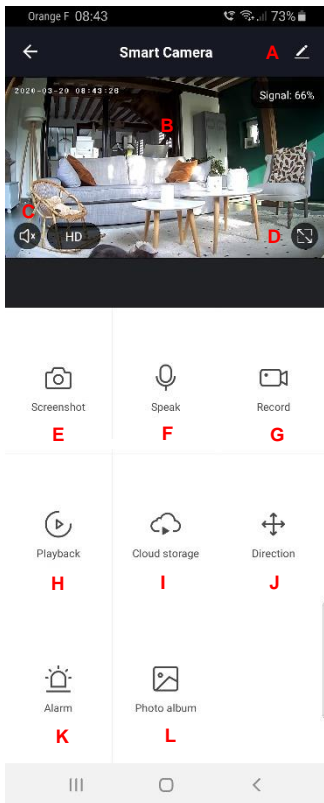 Orange F 08:43 73%
Smart Camera A
2020-03-20 08:43:26 Signal: 66%
B
C
HD D
Screenshot Speak Record
E F G
Playback Cloud storage Direction
H I J
Alarm Photo album
K L